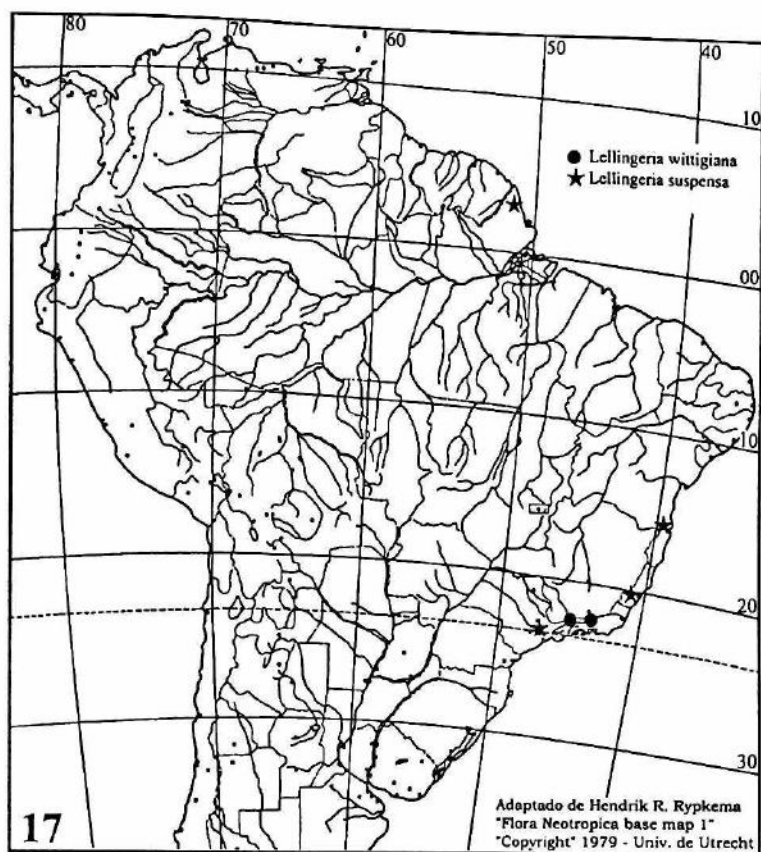 80
70
60
50
40
10
● Lellingeria wittigiana
★ Lellingeria suspensa
00
10
20
30
17
Adaptado de Hendrik R. Rypkema
"Flora Neotropica base map 1"
"Copyright" 1979 - Univ. de Utrecht